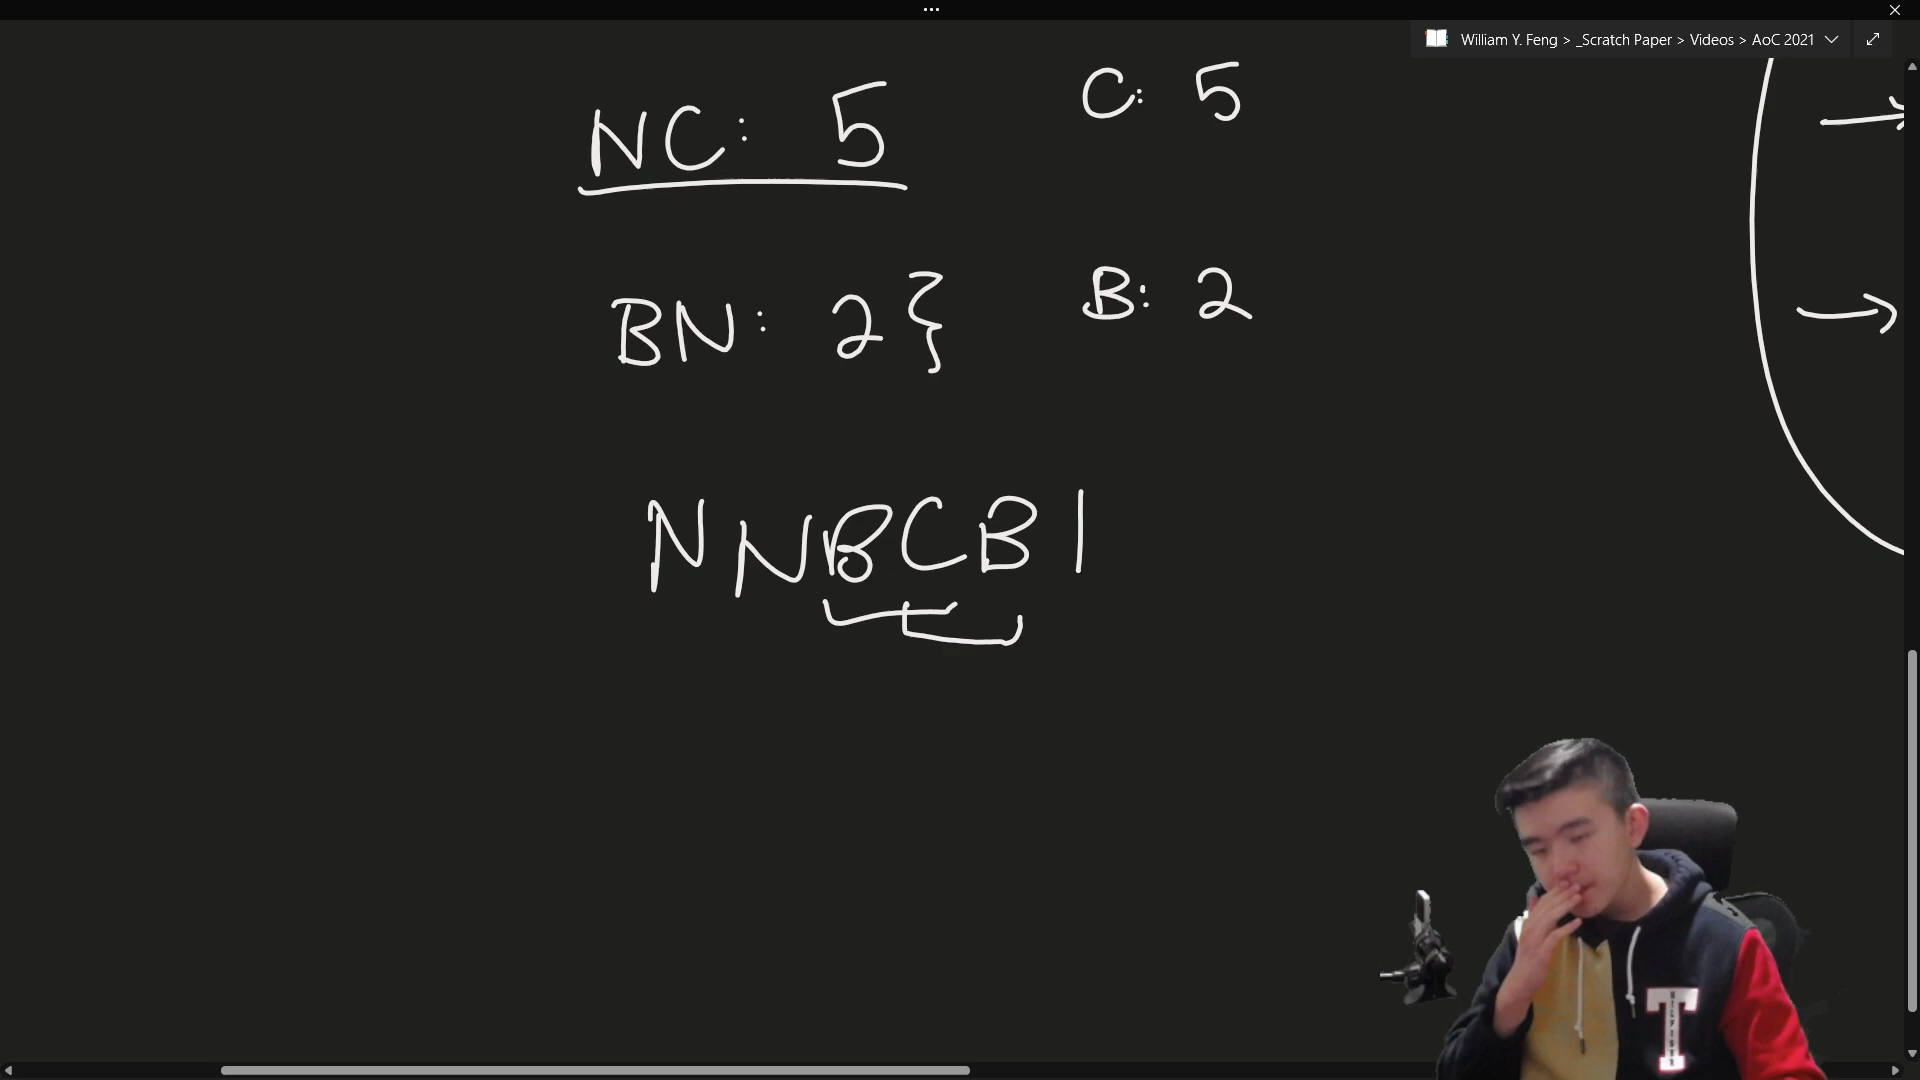 William Y. Feng > _Scratch Paper > Videos > AoC 2021
NC: 5
C: 5
BN: 2 }
B: 2
NNBCB|
T